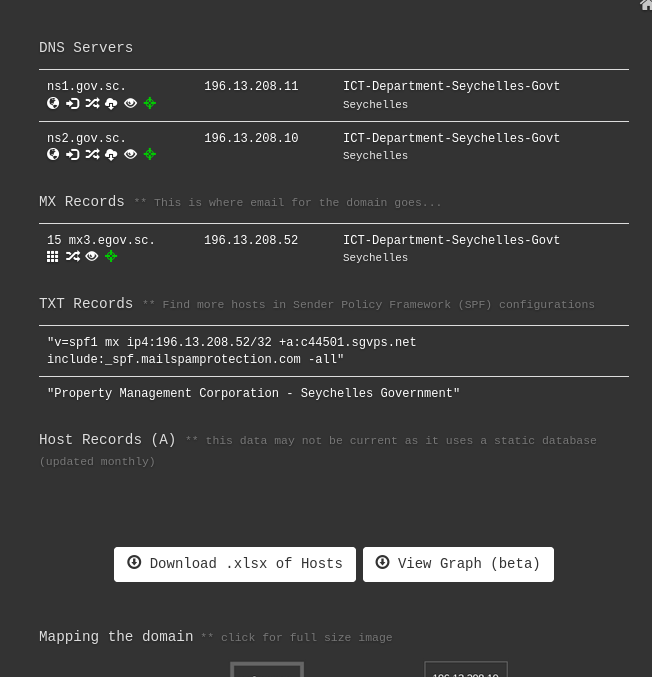 DNS Servers
ns1.gov.sc. 196.13.208.11 ICT-Department-Seychelles-Govt
Seychelles
ns2.gov.sc. 196.13.208.10 ICT-Department-Seychelles-Govt
Seychelles
MX Records ** This is where email for the domain goes...
15 mx3.egov.sc. 196.13.208.52 ICT-Department-Seychelles-Govt
Seychelles
TXT Records ** Find more hosts in Sender Policy Framework (SPF) configurations
"v=spf1 mx ip4:196.13.208.52/32 +a:c44501.sgvps.net
include:_spf.mailspamprotection.com -all"
"Property Management Corporation - Seychelles Government"
Host Records (A) ** this data may not be current as it uses a static database
(updated monthly)
Download .xlsx of Hosts View Graph (beta)
Mapping the domain ** click for full size image